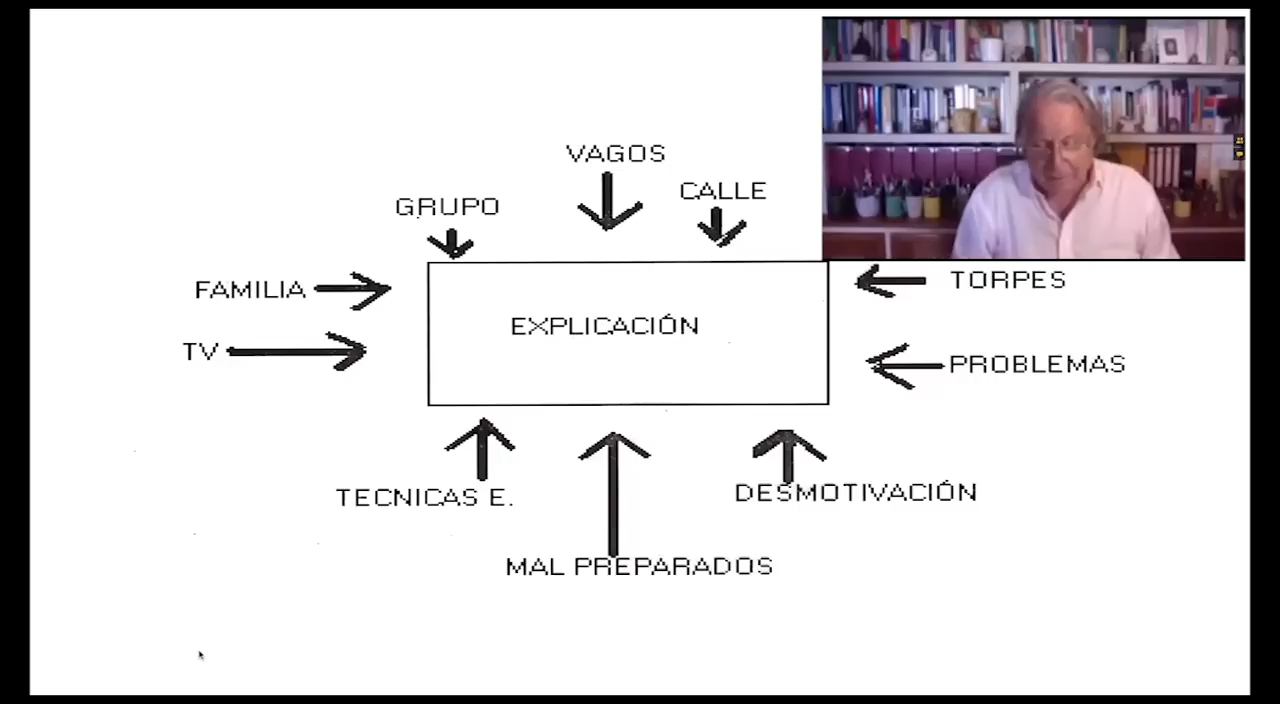 VAGOS
CALLE
GRUPO
TORPES
FAMILIA
EXPLICACIÓN
TV
PROBLEMAS
TECNICAS E.
DESMOTIVACIÓN
MAL PREPARADOS